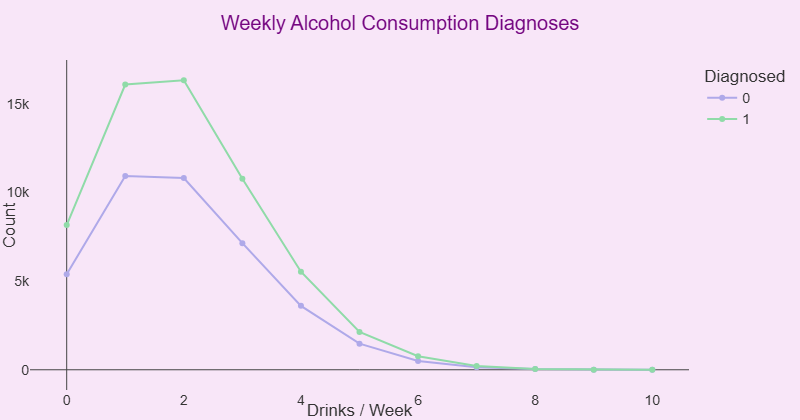 Weekly Alcohol Consumption Diagnoses
Diagnosed
0
1
15k
10k
5k
0
Count
0
2
4
6
8
10
Drinks / Week